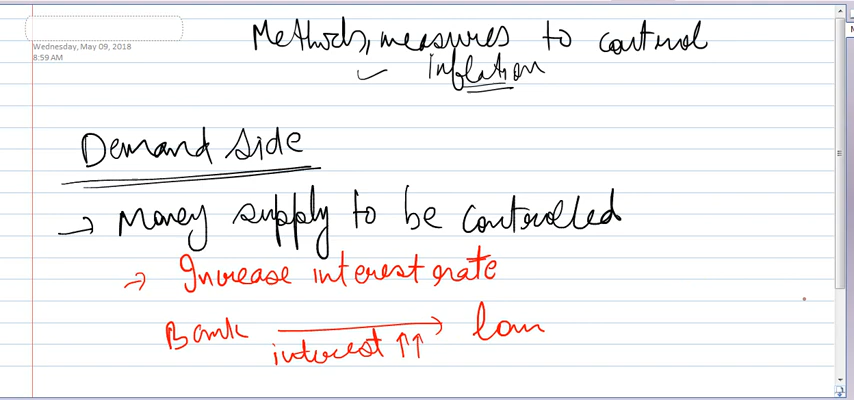 Wednesday, May 09, 2018
8:59 AM
Methods, measures to control
inflation
Demand side
→ Money supply to be controlled
→ Increase interest rate
Bank → loan
interest ↑↑